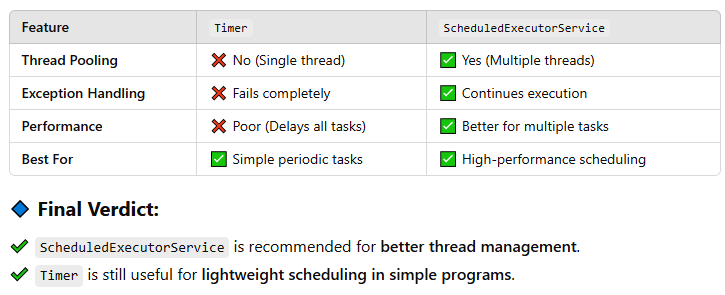 Feature Timer ScheduledExecutorService
Thread Pooling ❌ No (Single thread) ✅ Yes (Multiple threads)
Exception Handling ❌ Fails completely ✅ Continues execution
Performance ❌ Poor (Delays all tasks) ✅ Better for multiple tasks
Best For ✅ Simple periodic tasks ✅ High-performance scheduling
🔷 Final Verdict:
✔ ScheduledExecutorService is recommended for better thread management.
✔ Timer is still useful for lightweight scheduling in simple programs.